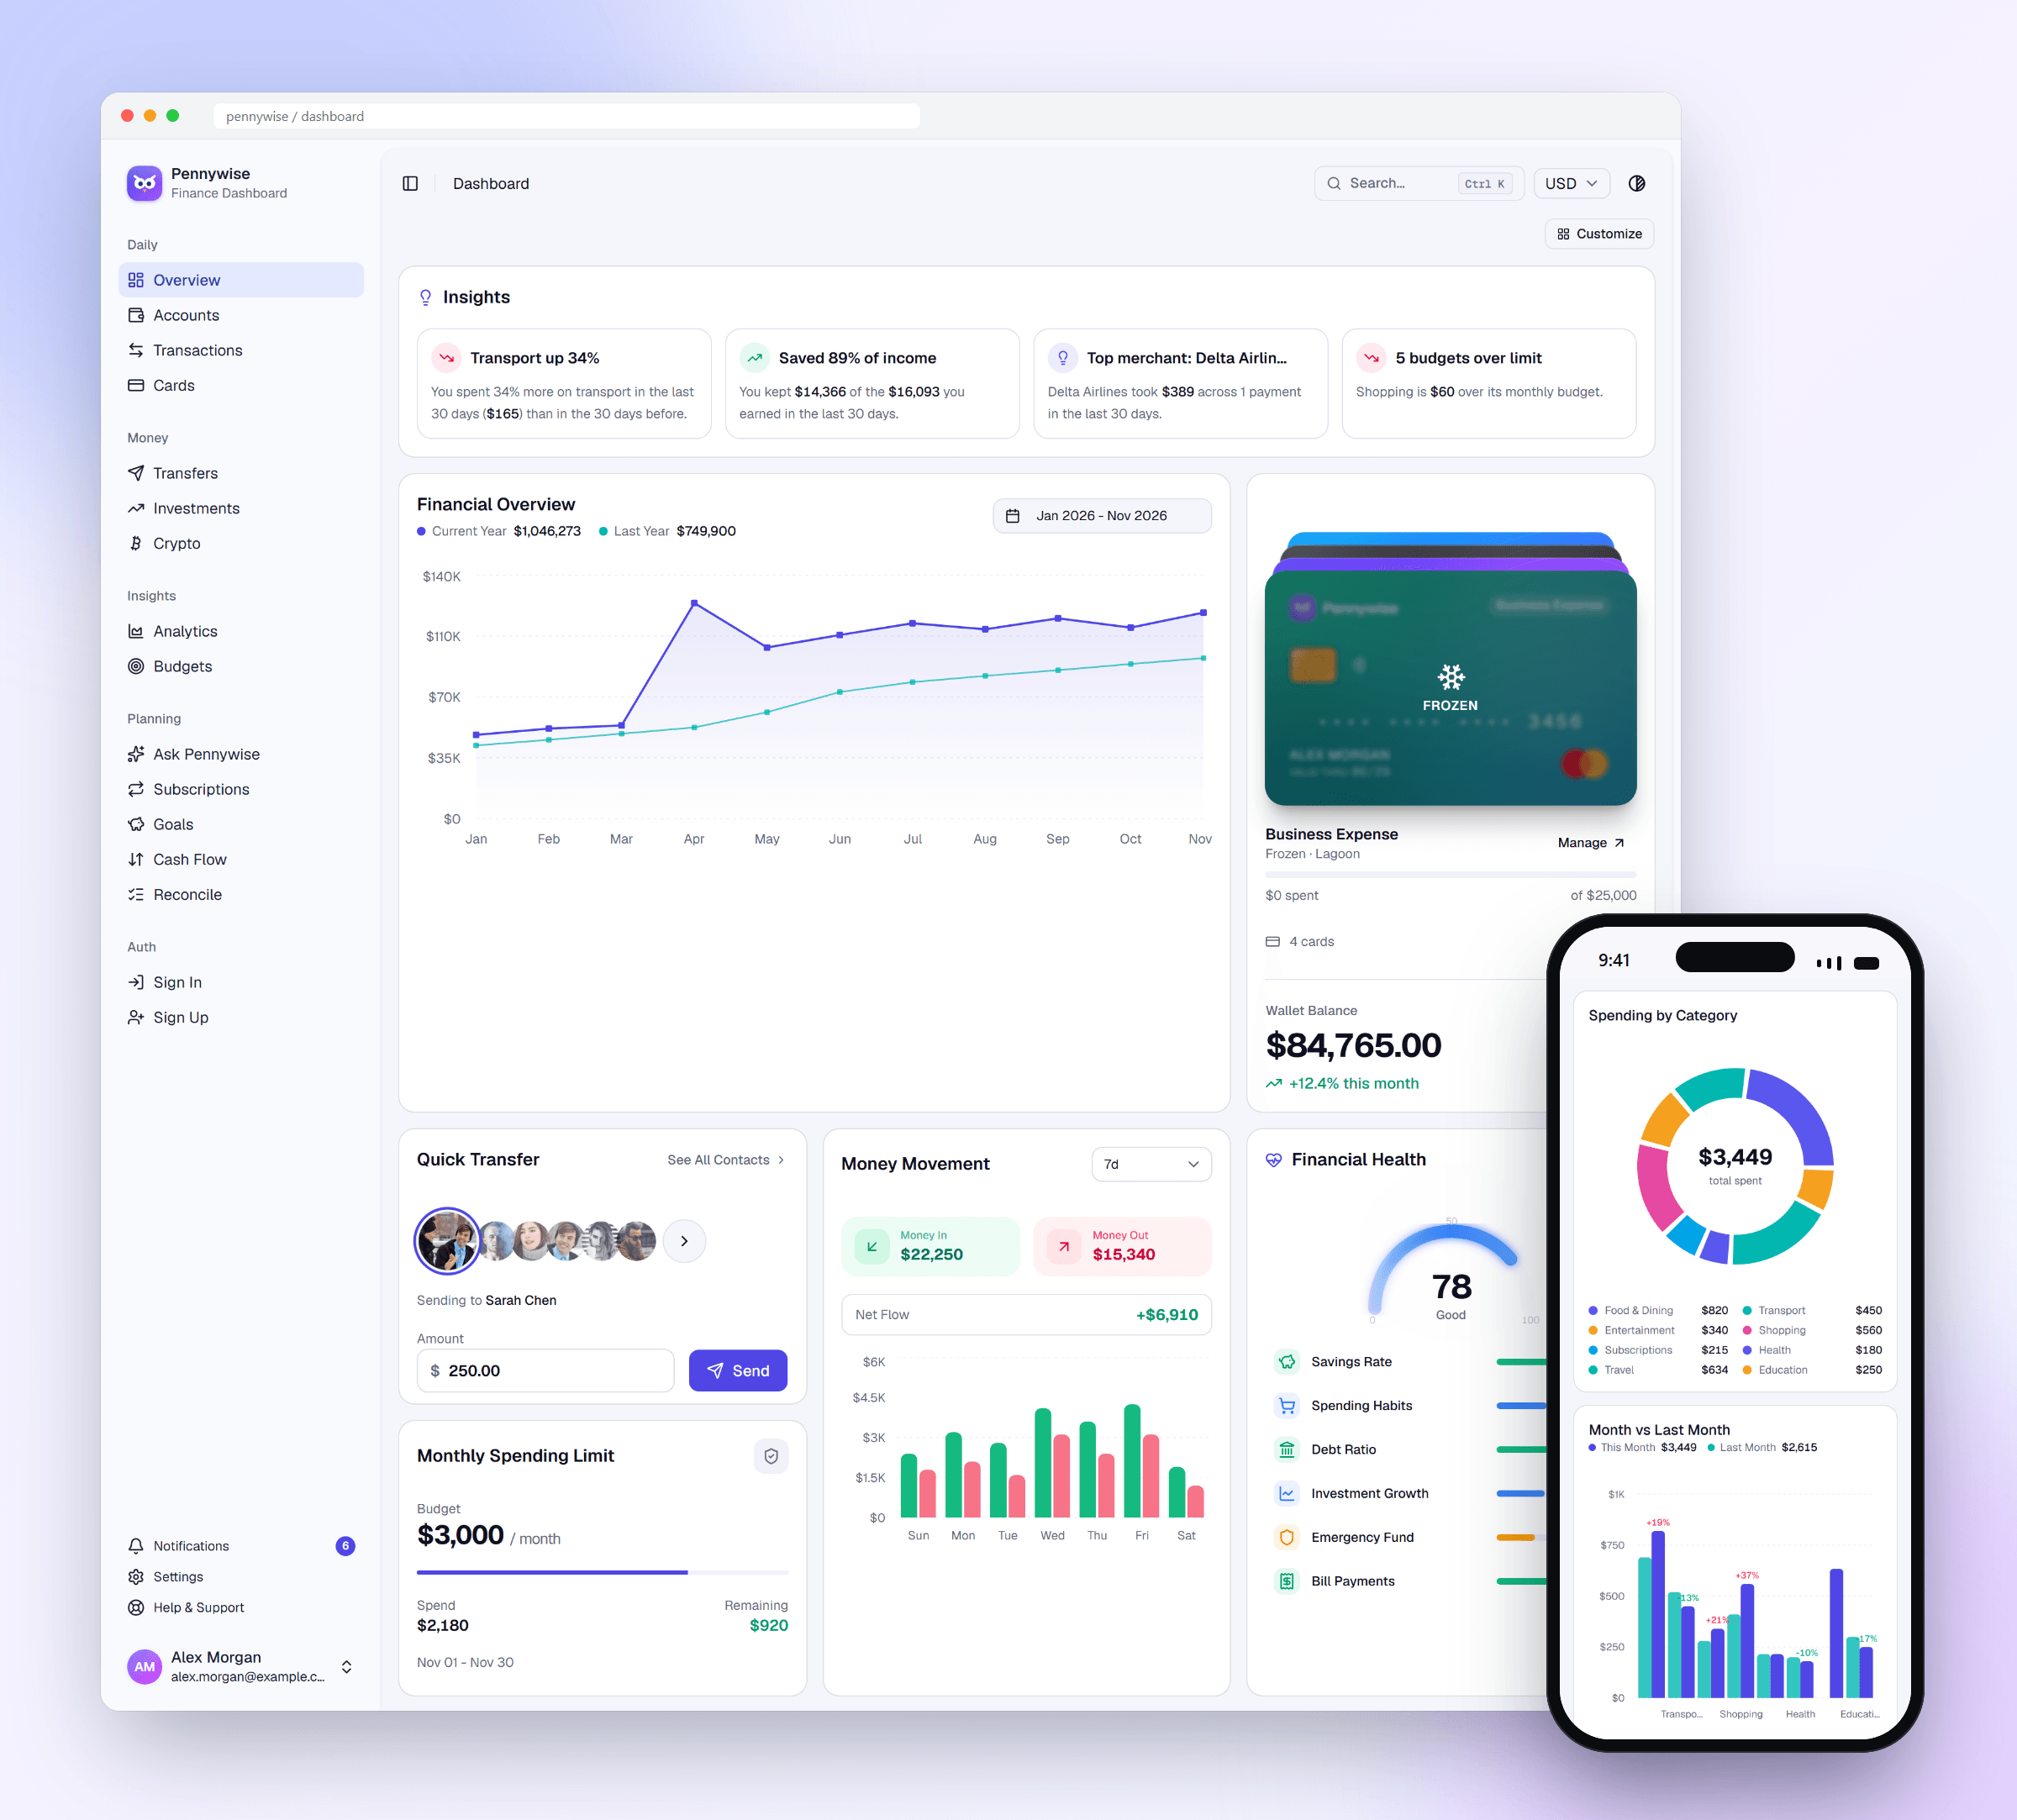 pennywise / dashboard
Pennywise
Finance Dashboard
Daily
Overview
Accounts
Transactions
Cards
Money
Transfers
Investments
Crypto
Insights
Analytics
Budgets
Planning
Ask Pennywise
Subscriptions
Goals
Cash Flow
Reconcile
Auth
Sign In
Sign Up
Notifications 6
Settings
Help & Support
AM
Alex Morgan
alex.morgan@example.c...
Dashboard
Search... Ctrl K
USD
Customize
Insights
Transport up 34%
You spent 34% more on transport in the last
30 days ($165) than in the 30 days before.
Saved 89% of income
You kept $14,366 of the $16,093 you
earned in the last 30 days.
Top merchant: Delta Airlin...
Delta Airlines took $389 across 1 payment
in the last 30 days.
5 budgets over limit
Shopping is $60 over its monthly budget.
Financial Overview
Current Year $1,046,273 Last Year $749,900
Jan 2026 - Nov 2026
$140K
$110K
$70K
$35K
$0
Jan Feb Mar Apr May Jun Jul Aug Sep Oct Nov
Pennywise Business Expense
FROZEN
3456
ALEX MORGAN
Business Expense
Frozen · Lagoon
Manage
$0 spent of $25,000
4 cards
Wallet Balance
$84,765.00
+12.4% this month
Quick Transfer
See All Contacts
Sending to Sarah Chen
Amount
$ 250.00
Send
Monthly Spending Limit
Budget
$3,000 / month
Spend Remaining
$2,180 $920
Nov 01 - Nov 30
Money Movement
7d
Money In
$22,250
Money Out
$15,340
Net Flow +$6,910
$6K
$4.5K
$3K
$1.5K
$0
Sun Mon Tue Wed Thu Fri Sat
Financial Health
50
78
Good
0 100
Savings Rate
Spending Habits
Debt Ratio
Investment Growth
Emergency Fund
Bill Payments
9:41
Spending by Category
$3,449
total spent
Food & Dining $820 Transport $450
Entertainment $340 Shopping $560
Subscriptions $215 Health $180
Travel $634 Education $250
Month vs Last Month
This Month $3,449 Last Month $2,615
$1K
$750
$500
$250
$0
+19%
-13%
+21%
+37%
-10%
-17%
Transpo... Shopping Health Educati...